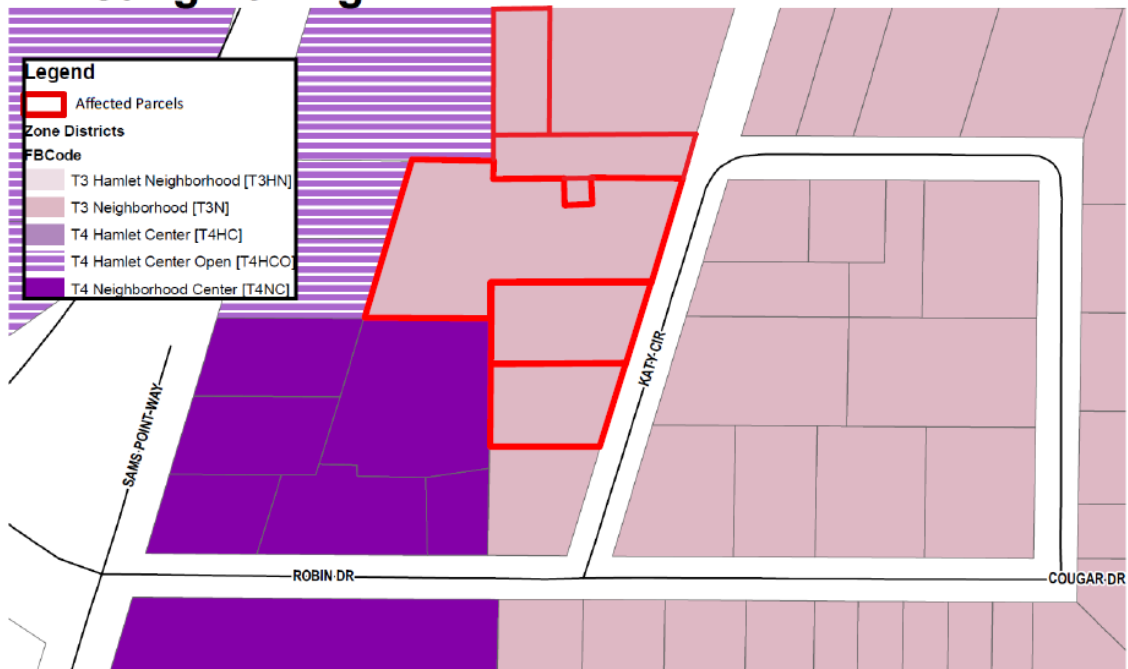 Legend
Affected Parcels
Zone Districts
FBCode
T3 Hamlet Neighborhood [T3HN]
T3 Neighborhood [T3N]
T4 Hamlet Center [T4HC]
T4 Hamlet Center Open [T4HCO]
T4 Neighborhood Center [T4NC]
KATY CIR
SAMS POINT WAY
ROBIN DR
COUGAR DR